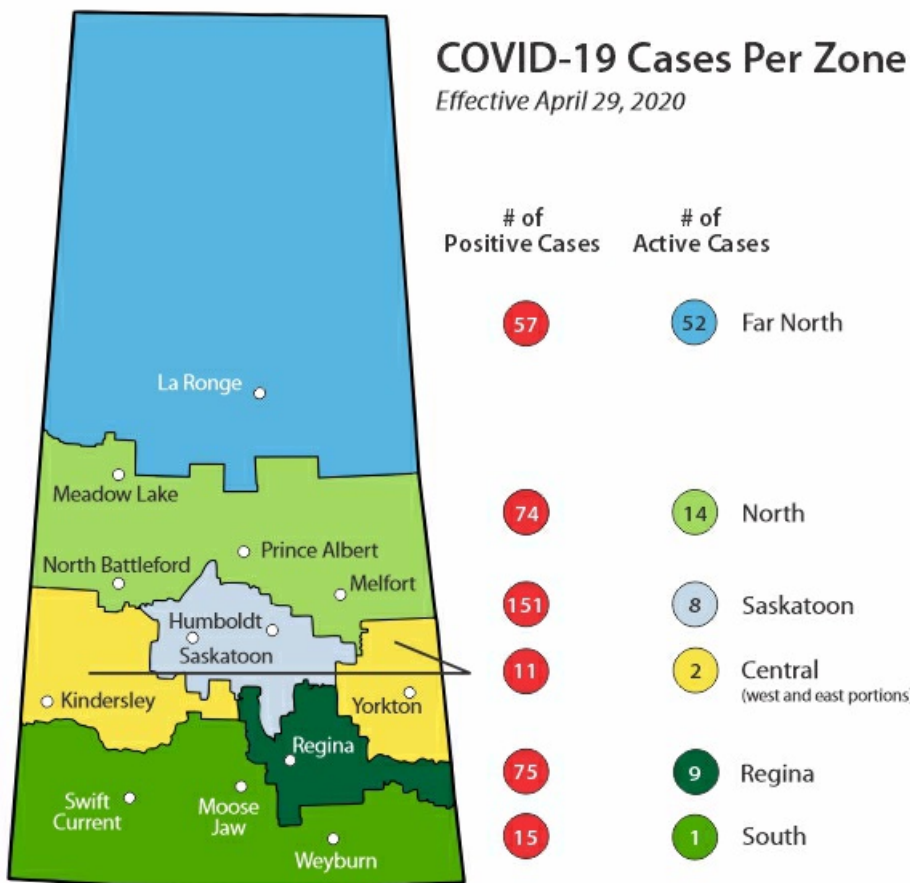 COVID-19 Cases Per Zone
Effective April 29, 2020
# of
Positive Cases
# of
Active Cases
57 52 Far North
La Ronge
Meadow Lake
74 14 North
Prince Albert
North Battleford
Melfort
151 8 Saskatoon
Humboldt
Saskatoon
11 2 Central
(west and east portions)
Kindersley
Yorkton
Regina
75 9 Regina
Swift
Current
Moose
Jaw
15 1 South
Weyburn